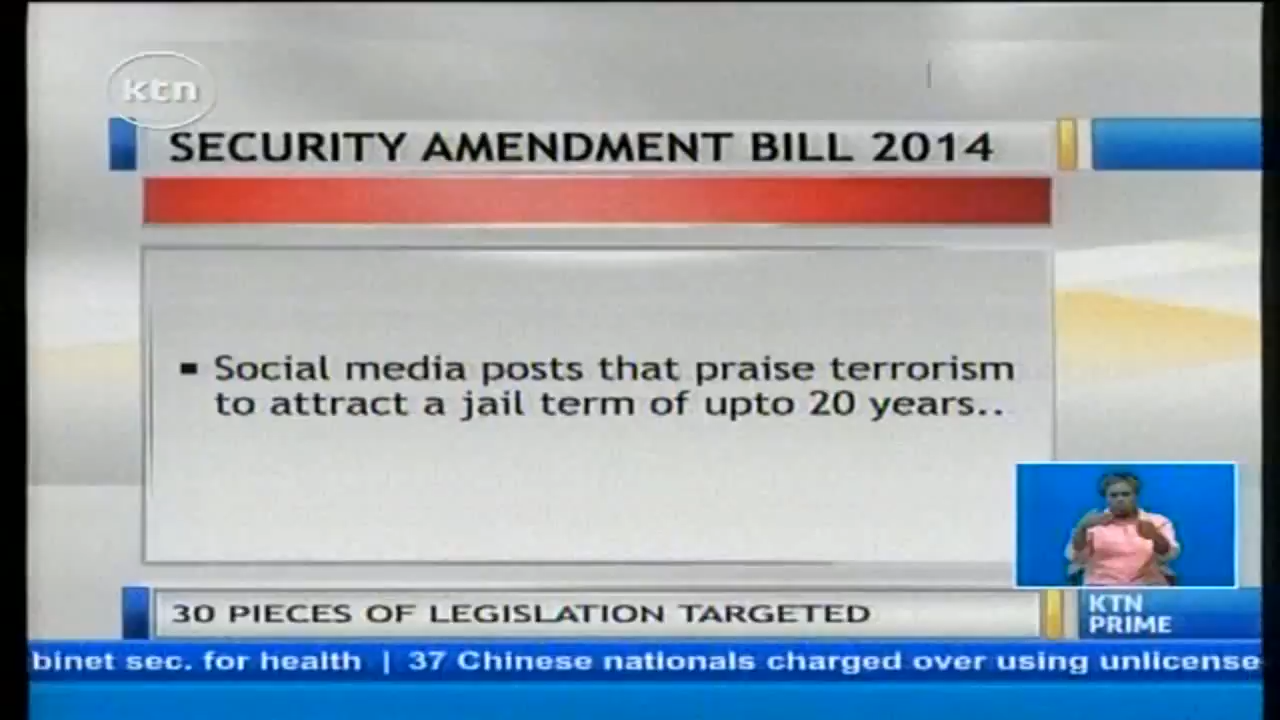 ktn
SECURITY AMENDMENT BILL 2014
▪ Social media posts that praise terrorism
to attract a jail term of upto 20 years..
30 PIECES OF LEGISLATION TARGETED
KTN
PRIME
binet sec. for health | 37 Chinese nationals charged over using unlicense